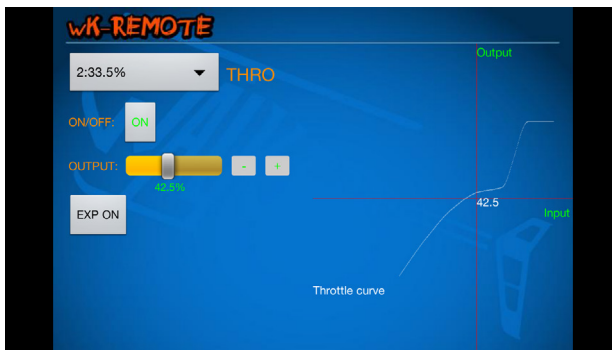 wK-REMOTE
2:33.5%
THRO
ON/OFF:
ON
OUTPUT:
-
+
42.5%
EXP ON
Output
42.5
Input
Throttle curve